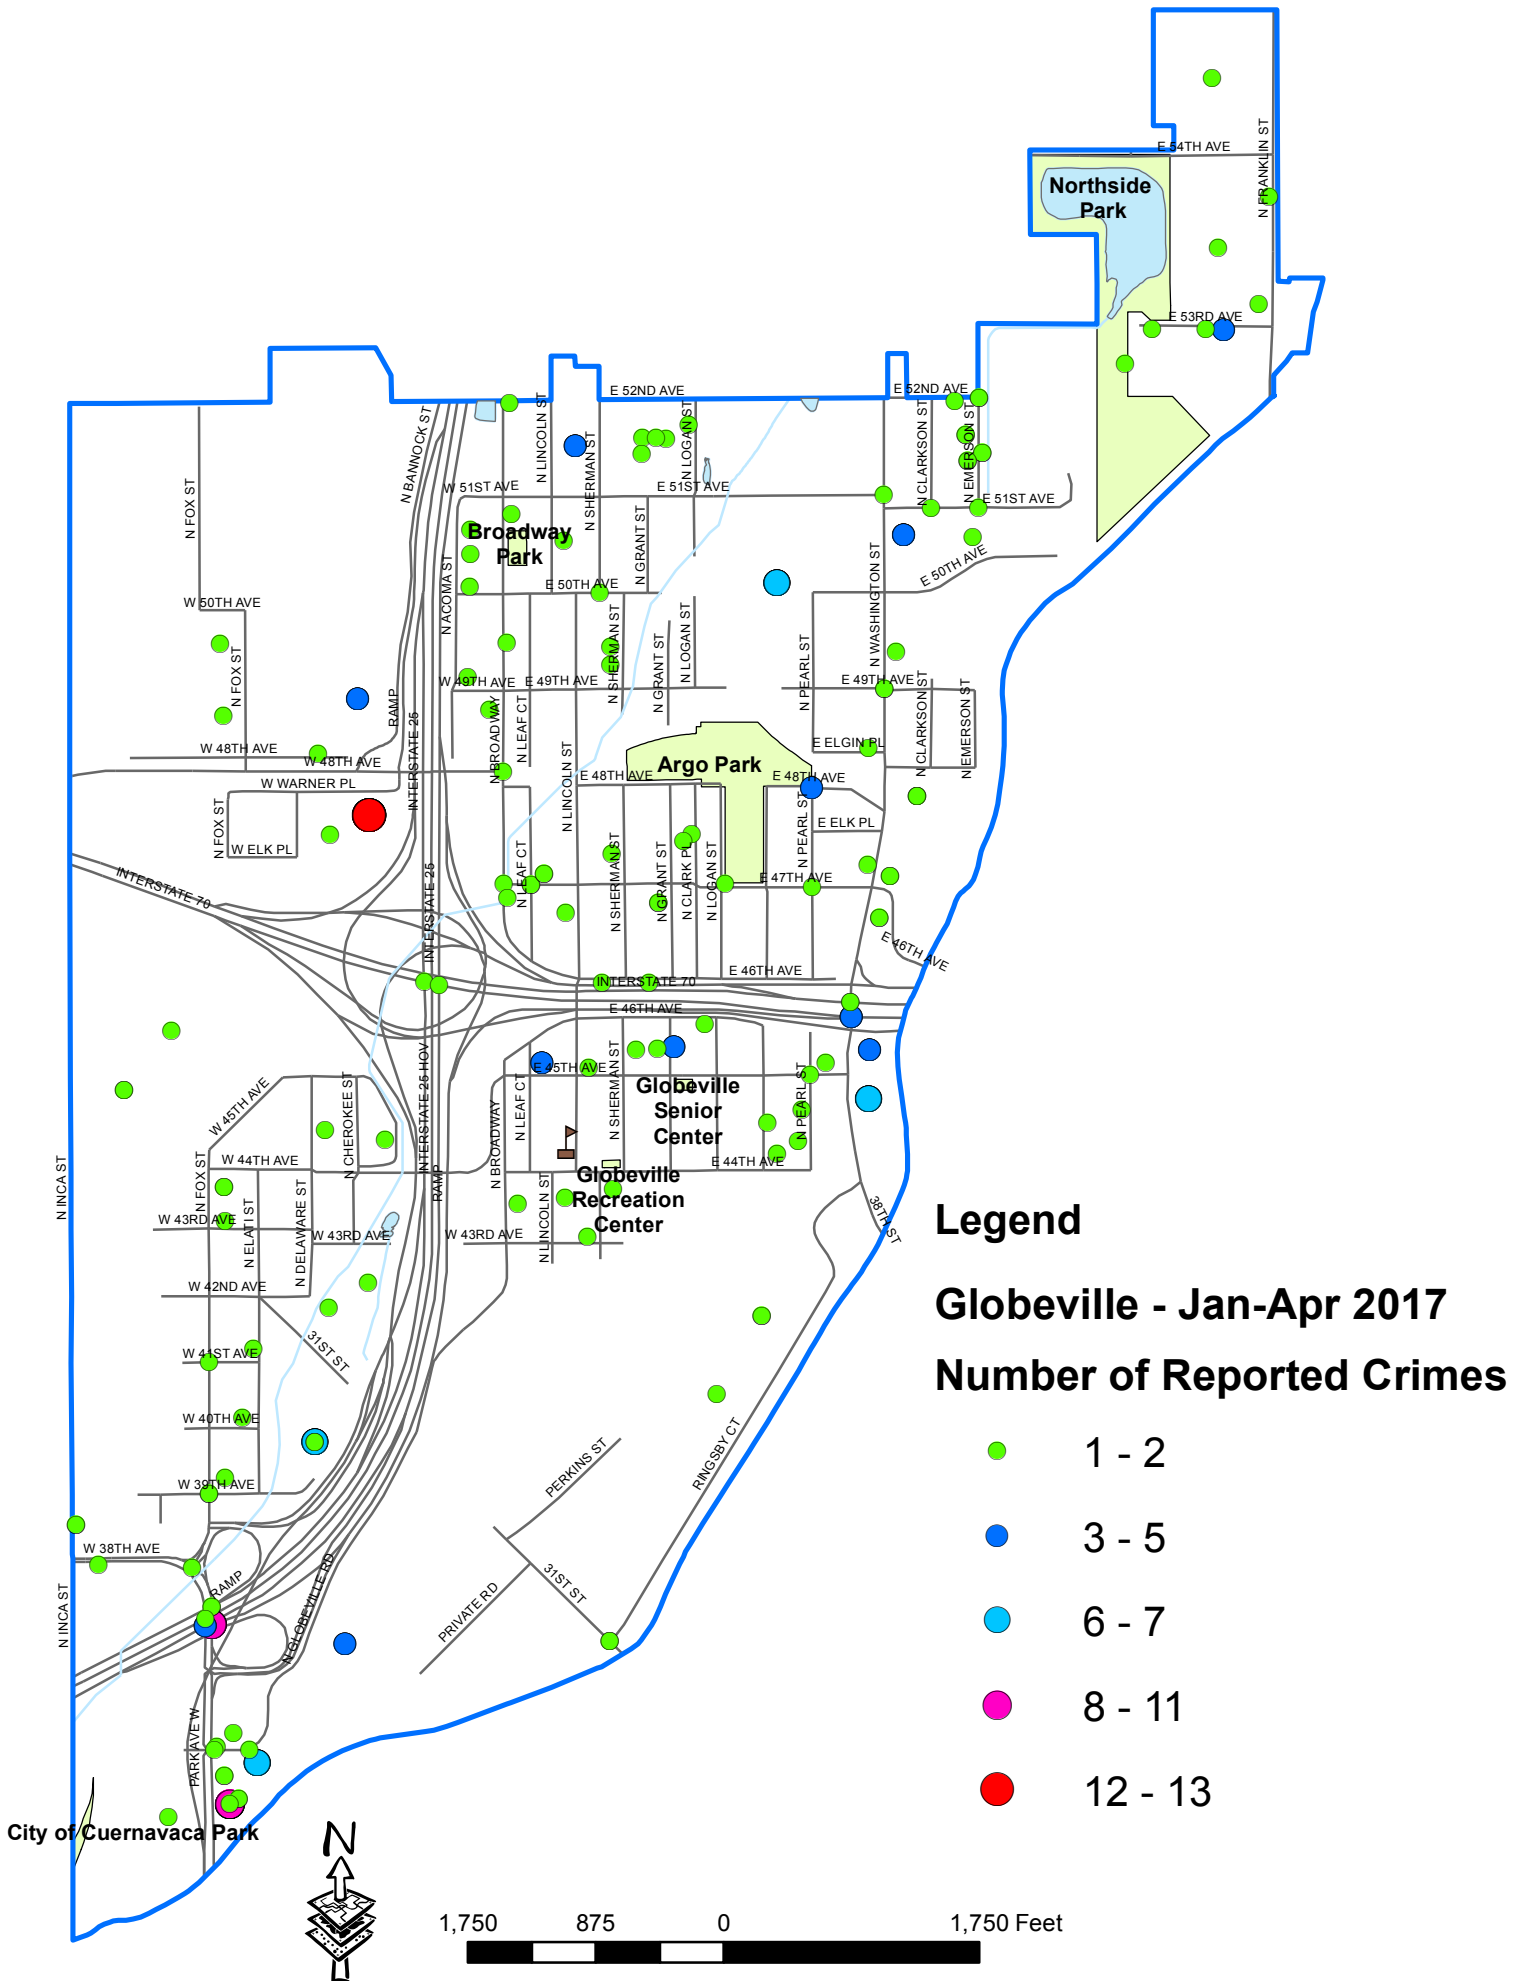 E 54TH AVE
N FRANKLIN ST
Northside
Park
E 53RD AVE
E 52ND AVE
E 52ND AVE
N BANNOCK ST
N LINCOLN ST
N SHERMAN ST
N LOGAN ST
N CLARKSON ST
N EMERSON ST
N FOX ST
W 51ST AVE
E 51ST AVE
E 51ST AVE
Broadway
Park
N GRANT ST
N ACOMA ST
N WASHINGTON ST
E 50TH AVE
E 50TH AVE
W 50TH AVE
N FOX ST
N SHERMAN ST
N GRANT ST
N LOGAN ST
N PEARL ST
W 49TH AVE
E 49TH AVE
E 49TH AVE
RAMP
INTERSTATE 25
N BROADWAY
N LEAF CT
N CLARKSON ST
N EMERSON ST
W 48TH AVE
W 48TH AVE
E ELGIN PL
Argo Park
E 48TH AVE
E 48TH AVE
W WARNER PL
N LINCOLN ST
N FOX ST
W ELK PL
E ELK PL
N PEARL ST
INTERSTATE 70
INTERSTATE 25
N LEAF CT
N SHERMAN ST
N GRANT ST
N CLARK PL
N LOGAN ST
E 47TH AVE
E 46TH AVE
E 46TH AVE
INTERSTATE 70
E 46TH AVE
W 45TH AVE
N CHEROKEE ST
INTERSTATE 25 HOV
RAMP
N BROADWAY
N LEAF CT
E 45TH AVE
N SHERMAN ST
Globeville
Senior
Center
N PEARL ST
W 44TH AVE
E 44TH AVE
N INCA ST
N FOX ST
N ELATI ST
N DELAWARE ST
W 43RD AVE
W 43RD AVE
W 43RD AVE
N LINCOLN ST
Globeville
Recreation
Center
38TH ST
W 42ND AVE
31ST ST
W 41ST AVE
W 40TH AVE
W 39TH AVE
W 38TH AVE
N INCA ST
RAMP
N GLOBEVILLE RD
PERKINS ST
PRIVATE RD
31ST ST
RINGSBY CT
PARK AVE W
City of Cuernavaca Park
Legend
Globeville - Jan-Apr 2017
Number of Reported Crimes
1 - 2
3 - 5
6 - 7
8 - 11
12 - 13
N
1,750 875 0 1,750 Feet